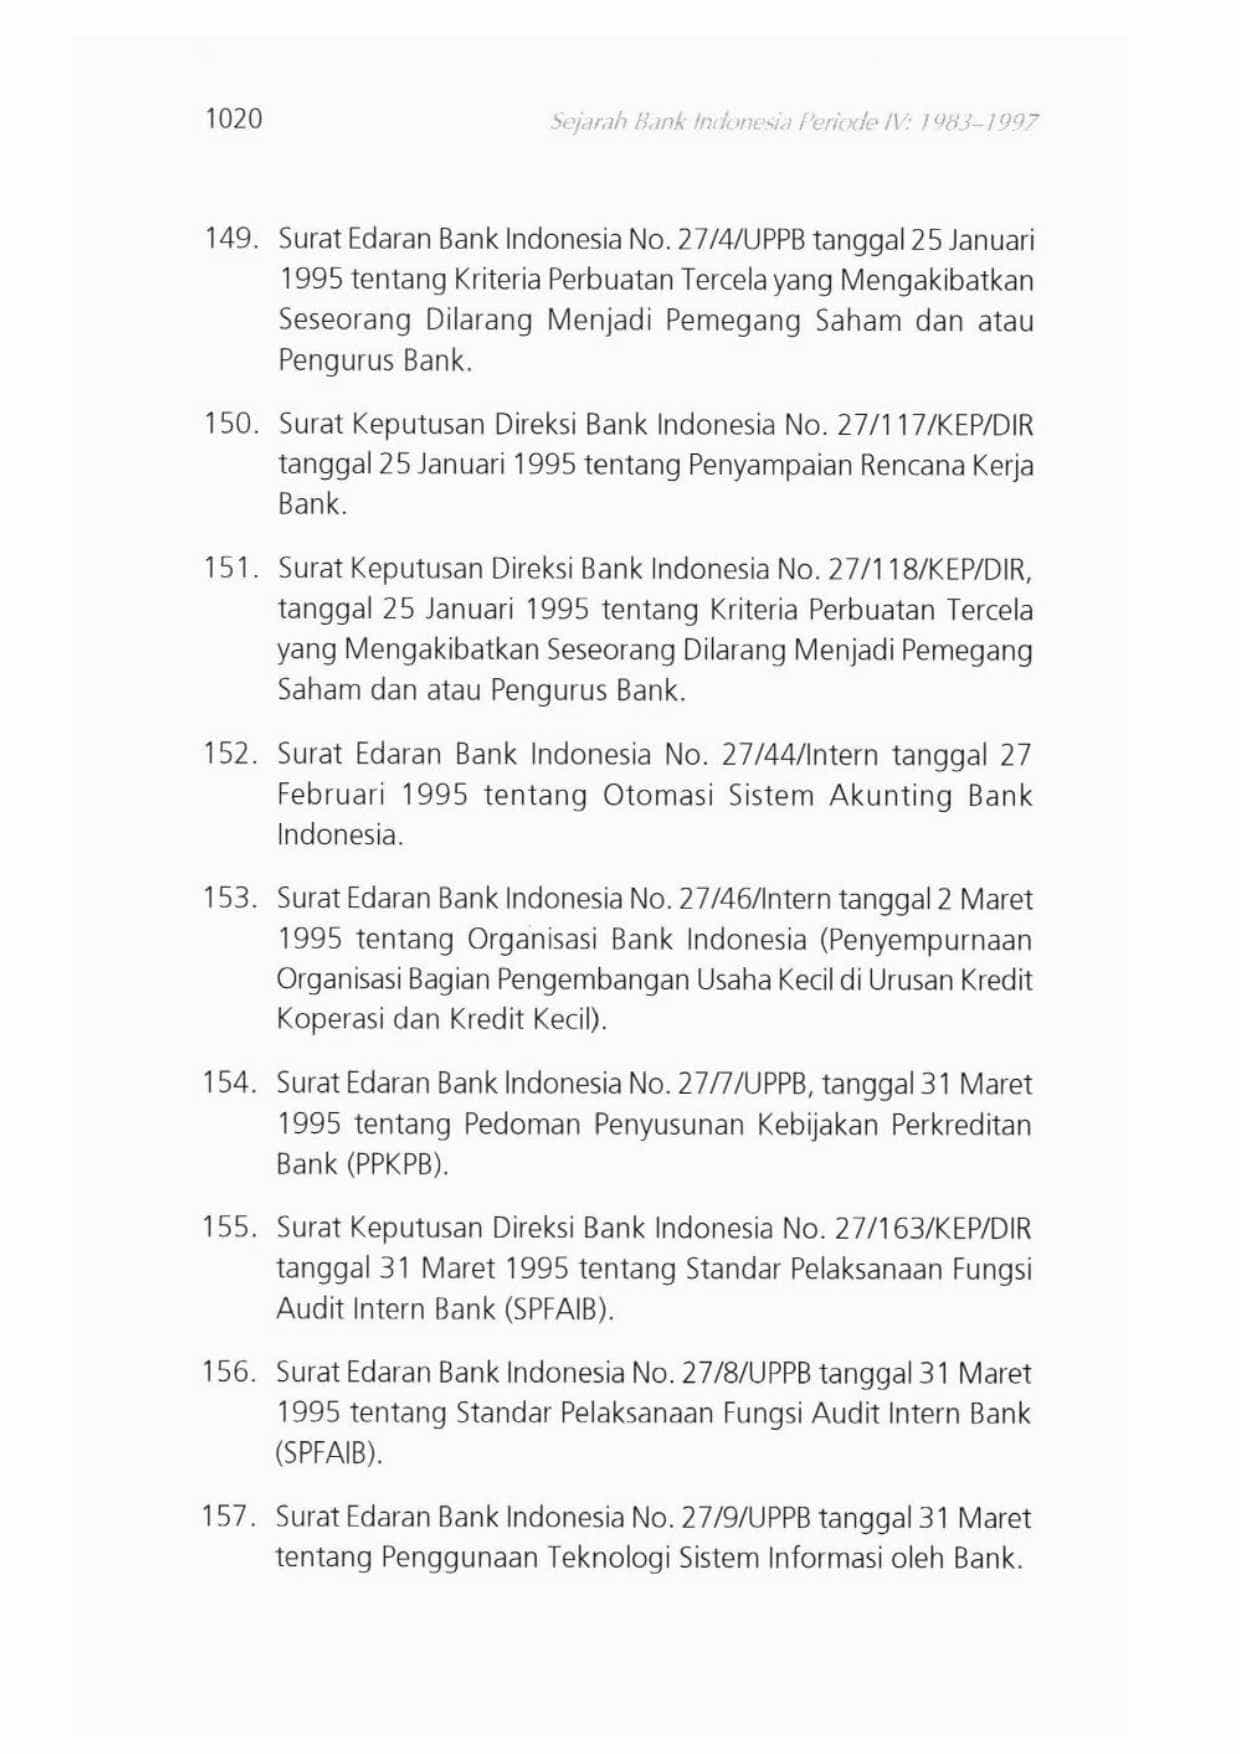 1020
Sejarah Bank Indonesia Periode IV: 1983–1997
149. Surat Edaran Bank Indonesia No. 27/4/UPPB tanggal 25 Januari
1995 tentang Kriteria Perbuatan Tercela yang Mengakibatkan
Seseorang Dilarang Menjadi Pemegang Saham dan atau
Pengurus Bank.
150. Surat Keputusan Direksi Bank Indonesia No. 27/117/KEP/DIR
tanggal 25 Januari 1995 tentang Penyampaian Rencana Kerja
Bank.
151. Surat Keputusan Direksi Bank Indonesia No. 27/118/KEP/DIR,
tanggal 25 Januari 1995 tentang Kriteria Perbuatan Tercela
yang Mengakibatkan Seseorang Dilarang Menjadi Pemegang
Saham dan atau Pengurus Bank.
152. Surat Edaran Bank Indonesia No. 27/44/Intern tanggal 27
Februari 1995 tentang Otomasi Sistem Akunting Bank
Indonesia.
153. Surat Edaran Bank Indonesia No. 27/46/Intern tanggal 2 Maret
1995 tentang Organisasi Bank Indonesia (Penyempurnaan
Organisasi Bagian Pengembangan Usaha Kecil di Urusan Kredit
Koperasi dan Kredit Kecil).
154. Surat Edaran Bank Indonesia No. 27/7/UPPB, tanggal 31 Maret
1995 tentang Pedoman Penyusunan Kebijakan Perkreditan
Bank (PPKPB).
155. Surat Keputusan Direksi Bank Indonesia No. 27/163/KEP/DIR
tanggal 31 Maret 1995 tentang Standar Pelaksanaan Fungsi
Audit Intern Bank (SPFAIB).
156. Surat Edaran Bank Indonesia No. 27/8/UPPB tanggal 31 Maret
1995 tentang Standar Pelaksanaan Fungsi Audit Intern Bank
(SPFAIB).
157. Surat Edaran Bank Indonesia No. 27/9/UPPB tanggal 31 Maret
tentang Penggunaan Teknologi Sistem Informasi oleh Bank.